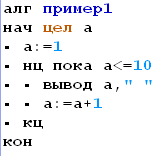 алг пример1
нач цел a
▪ a:=1
▪ нц пока a<=10
▪ ▪ вывод a," "
▪ ▪ a:=a+1
▪ кц
кон